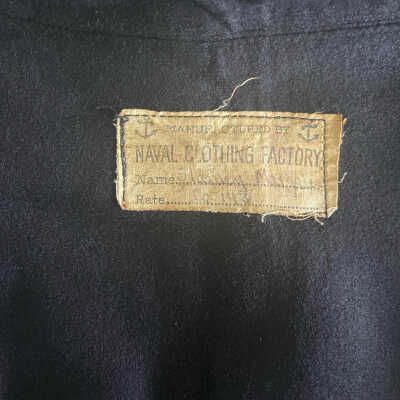 MANUFACTURED BY
NAVAL CLOTHING FACTORY
Name
Rate